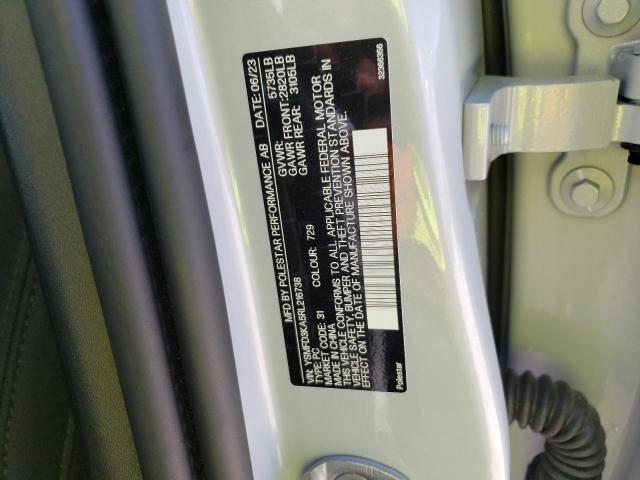 MFD BY POLESTAR PERFORMANCE AB DATE: 06/23
VIN: YSMFD3KA5RL216738 GVWR: 5735LB
TYPE: PC GAWR FRONT: 2820LB
MARKET CODE: 31 COLOUR: 729 GAWR REAR: 3051LB
MADE IN CHINA
THIS VEHICLE CONFORMS TO ALL APPLICABLE FEDERAL MOTOR
VEHICLE SAFETY, BUMPER AND THEFT PREVENTION STANDARDS IN
EFFECT ON THE DATE OF MANUFACTURE SHOWN ABOVE.
Polestar 32366356